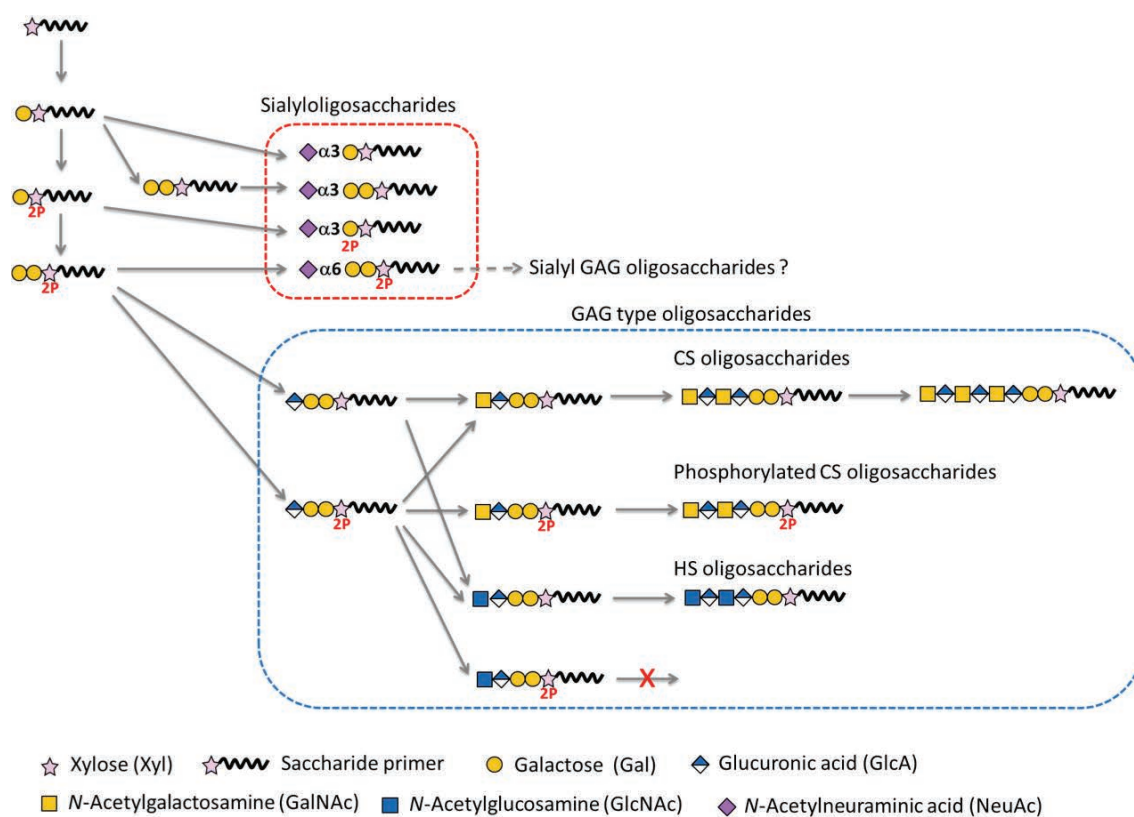 Sialyloligosaccharides
α3
α3
2P
α3
2P
α6
2P
2P
Sialyl GAG oligosaccharides ?
GAG type oligosaccharides
CS oligosaccharides
Phosphorylated CS oligosaccharides
2P
2P
2P
HS oligosaccharides
2P
X
Xylose (Xyl)
Saccharide primer
Galactose (Gal)
Glucuronic acid (GlcA)
N-Acetylgalactosamine (GalNAc)
N-Acetylglucosamine (GlcNAc)
N-Acetylneuraminic acid (NeuAc)